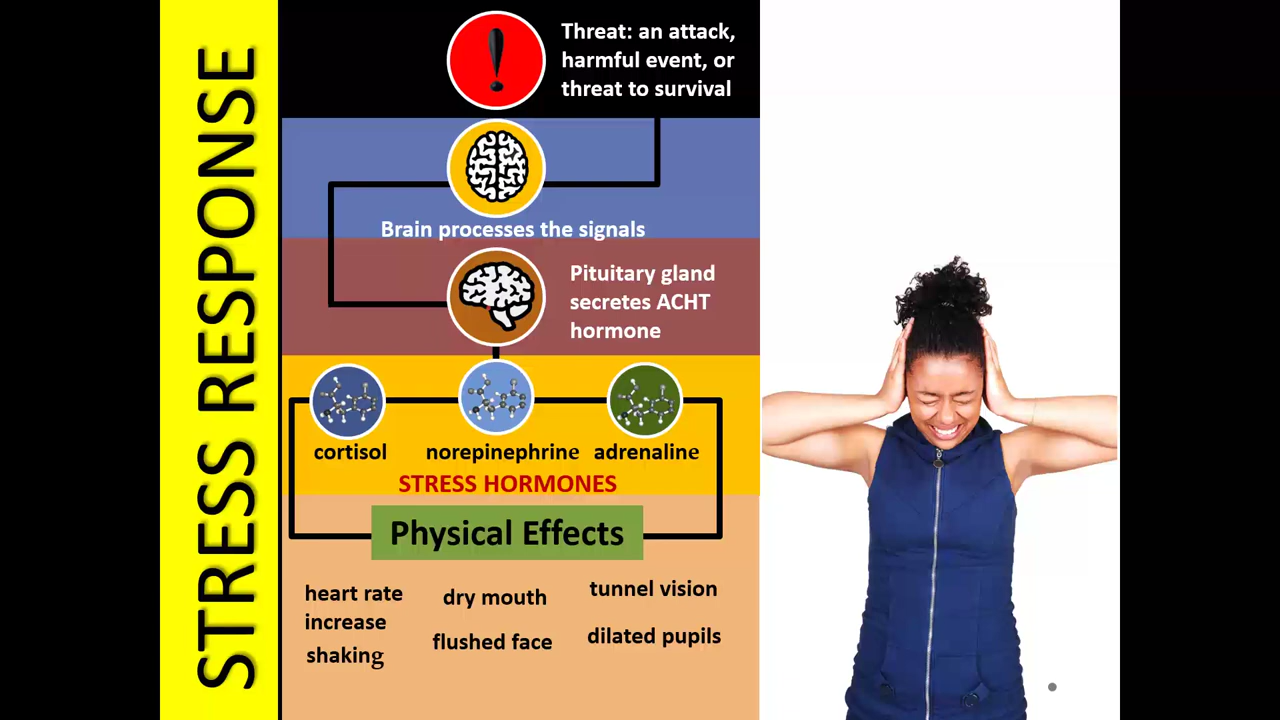 STRESS RESPONSE
Threat: an attack,
harmful event, or
threat to survival
Brain processes the signals
Pituitary gland
secretes ACHT
hormone
cortisol
norepinephrine
adrenaline
STRESS HORMONES
Physical Effects
heart rate
increase
shaking
dry mouth
flushed face
tunnel vision
dilated pupils